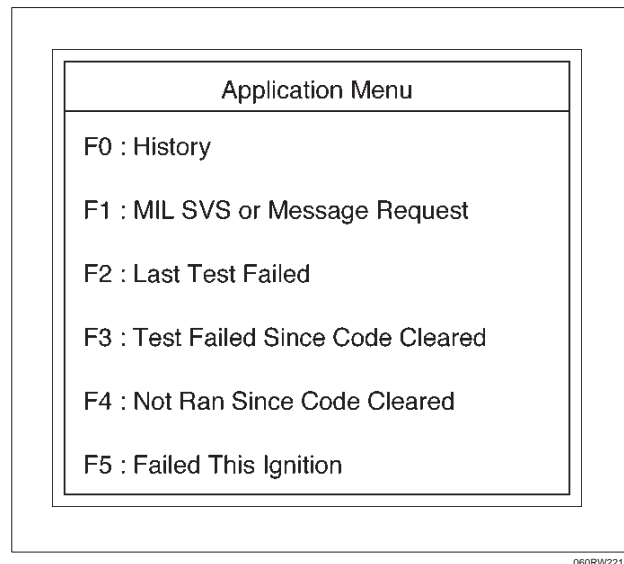 Application Menu
F0 : History
F1 : MIL SVS or Message Request
F2 : Last Test Failed
F3 : Test Failed Since Code Cleared
F4 : Not Ran Since Code Cleared
F5 : Failed This Ignition
060RW221